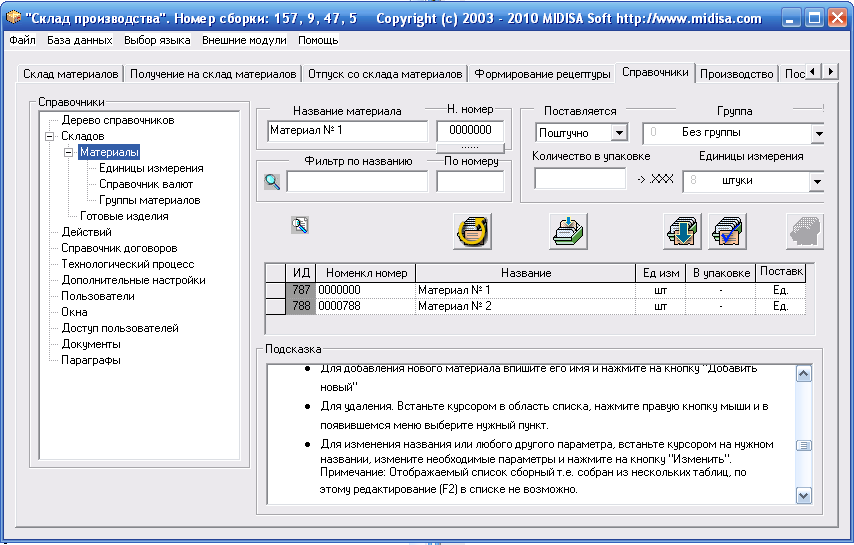 "Склад производства". Номер сборки: 157, 9, 47, 5 Copyright (c) 2003 - 2010 MIDISA Soft http://www.midisa.com
Файл База данных Выбор языка Внешние модули Помощь
Склад материалов Получение на склад материалов Отпуск со склада материалов Формирование рецептуры Справочники Производство Пос
Справочники
Дерево справочников
Складов
Материалы
Единицы измерения
Справочник валют
Группы материалов
Готовые изделия
Действий
Справочник договоров
Технологический процесс
Дополнительные настройки
Пользователи
Окна
Доступ пользователей
Документы
Параграфы
Название материала Н. номер
Материал № 1 0000000
......
Фильтр по названию По номеру
Поставляется Группа
Поштучно 0 Без группы
Количество в упаковке Единицы измерения
-> .XXX 8 штуки
ИД Номенкл номер Название Ед изм В упаковке Поставк
787 0000000 Материал № 1 шт - Ед.
788 0000788 Материал № 2 шт - Ед.
Подсказка
• Для добавления нового материала впишите его имя и нажмите на кнопку "Добавить
новый"
• Для удаления. Встаньте курсором в область списка, нажмите правую кнопку мыши и в
появившемся меню выберите нужный пункт.
• Для изменения названия или любого другого параметра, встаньте курсором на нужном
названии, измените необходимые параметры и нажмите на кнопку "Изменить".
Примечание: Отображаемый список сборный т.е. собран из нескольких таблиц, по
этому редактирование (F2) в списке не возможно.